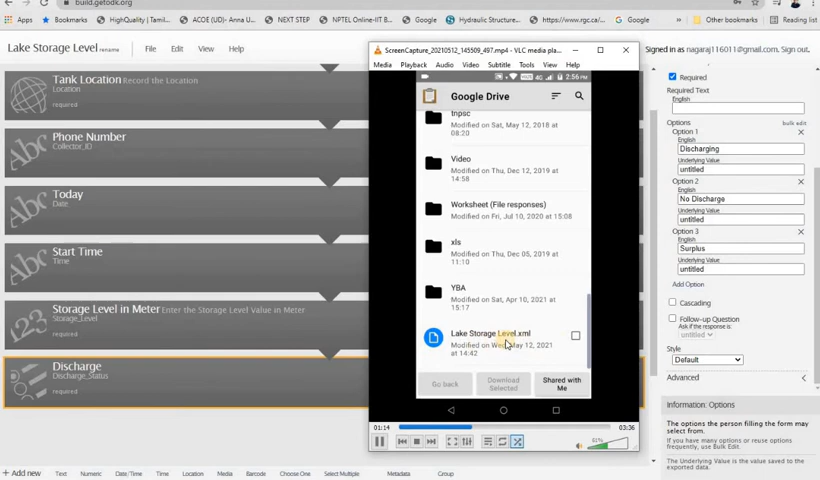 build.getodk.org
Apps
Bookmarks
HighQuality | Tamil...
ACOE (UD)- Anna U...
NEXT STEP
NPTEL Online-IIT B...
Google
Hydraulic Structure...
https://www.rgc.ca/...
Google
»
Other bookmarks
Reading list
Lake Storage Level rename
File
Edit
View
Help
Signed in as nagaraj116011@gmail.com. Sign out.
Tank Location Record the Location
Location
required
Phone Number
Collector_ID
Today
Date
Start Time
Time
Storage Level in Meter Enter the Storage Level Value in Meter
Storage_Level
required
Discharge
Discharge_Status
required
+ Add new
Text
Numeric
Date/Time
Time
Location
Media
Barcode
Choose One
Select Multiple
Metadata
Group
ScreenCapture_20210512_145509_497.mp4 - VLC media pla...
Media
Playback
Audio
Video
Subtitle
Tools
View
Help
4G
2:56 PM
Google Drive
Tnpsc
Modified on Sat, May 12, 2018 at
08:20
Video
Modified on Thu, Dec 12, 2019 at
14:58
Worksheet (File responses)
Modified on Fri, Jul 10, 2020 at 15:08
xls
Modified on Thu, Dec 05, 2019 at
11:10
YBA
Modified on Sat, Apr 10, 2021 at
15:17
Lake Storage Level.xml
Modified on Wed, May 12, 2021
at 14:42
Go back
Download
Selected
Shared with
Me
01:14
03:36
61%
Required
Required Text
English
Options
bulk edit
Option 1
English
Discharging
Underlying Value
untitled
Option 2
English
No Discharge
Underlying Value
untitled
Option 3
English
Surplus
Underlying Value
untitled
Add Option
Cascading
Follow-up Question
Ask if the response is:
untitled
Style
Default
Advanced
Information: Options
The options the person filling the form may
select from.
If you have many options or reuse options
frequently, use Bulk Edit.
The Underlying Value is the value saved to the
exported data.